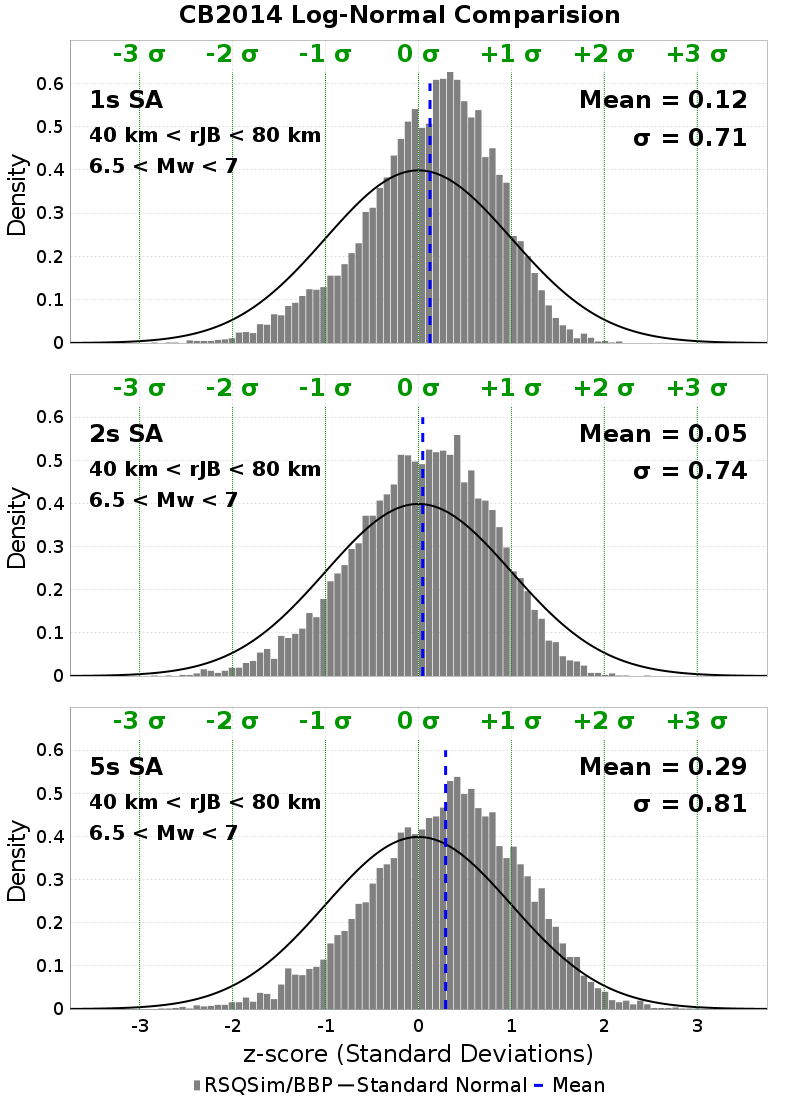 CB2014 Log-Normal Comparision
-3 σ -2 σ -1 σ 0 σ +1 σ +2 σ +3 σ
0.6
1s SA Mean = 0.12
0.5
40 km < rJB < 80 km σ = 0.71
0.4
6.5 < Mw < 7
Density
0.3
0.2
0.1
0
-3 σ -2 σ -1 σ 0 σ +1 σ +2 σ +3 σ
0.6
2s SA Mean = 0.05
0.5
40 km < rJB < 80 km σ = 0.74
0.4
6.5 < Mw < 7
Density
0.3
0.2
0.1
0
-3 σ -2 σ -1 σ 0 σ +1 σ +2 σ +3 σ
0.6
5s SA Mean = 0.29
0.5
40 km < rJB < 80 km σ = 0.81
0.4
6.5 < Mw < 7
Density
0.3
0.2
0.1
0
-3 -2 -1 0 1 2 3
z-score (Standard Deviations)
RSQSim/BBP Standard Normal Mean